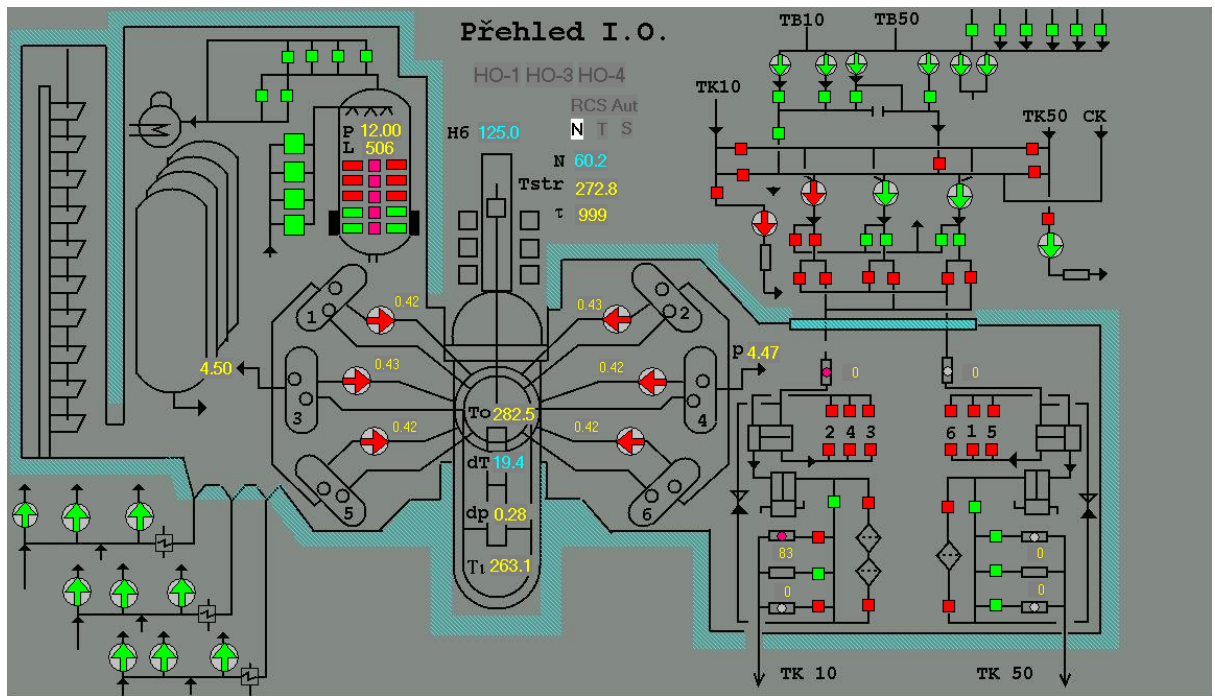 Přehled I.O.
TB10 TB50
HO-1 HO-3 HO-4
TK10
RCS Aut
TK50 CK
P 12.00
H6 125.0
N T S
L 506
N 60.2
Tstr 272.8
τ 999
0.42 0.43
1 2
4.50
0.43 0.42
p 4.47
0 0
3 4
To 282.5
0.42 0.42
2 4 3 6 1 5
dT 19.4
5 6
dp 0.28
83 0
Ti 263.1
0 0
TK 10 TK 50